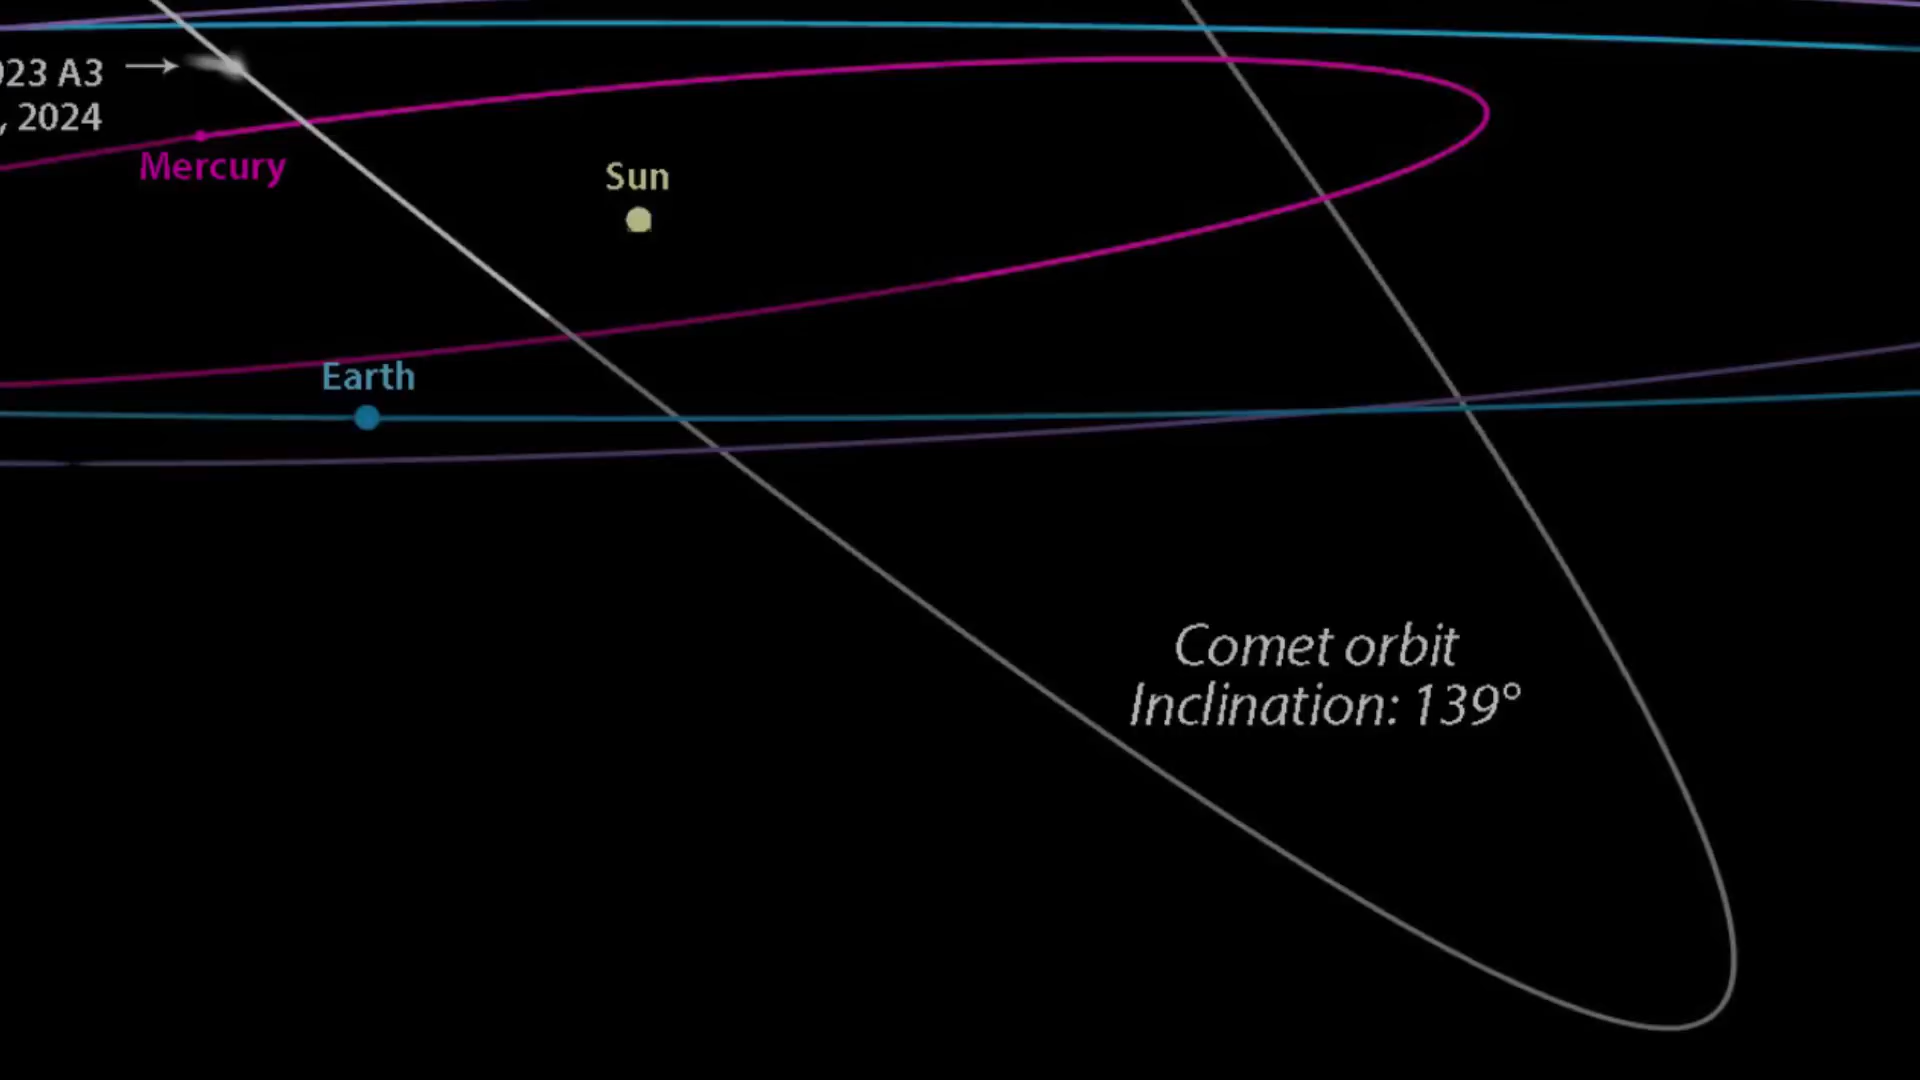 023 A3
, 2024
Mercury
Sun
Earth
Comet orbit
Inclination: 139°